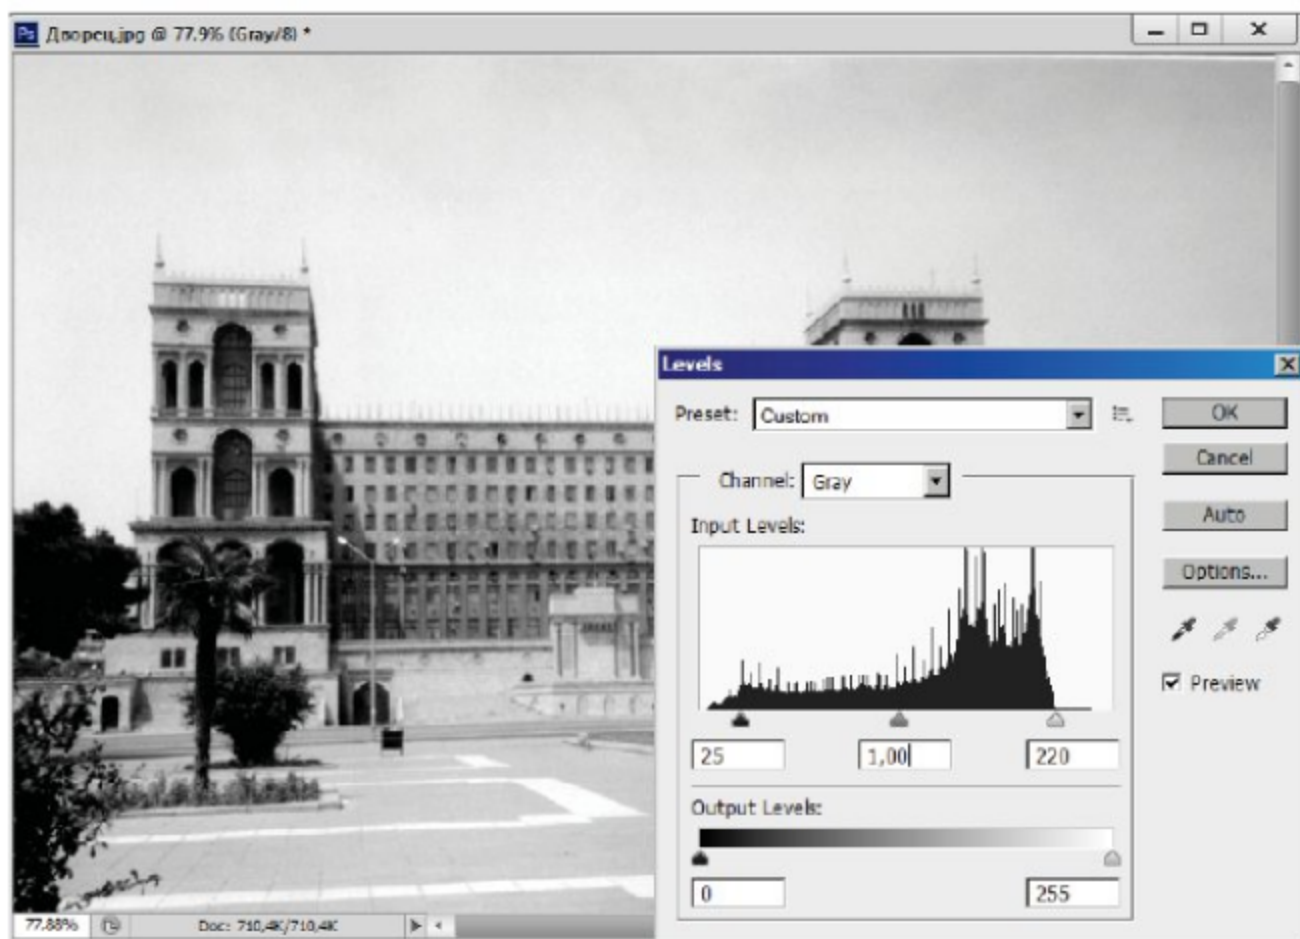 Ps Дворец.jpg @ 77.9% (Gray/8) *
Levels
Preset: Custom
OK
Channel: Gray
Cancel
Input Levels:
Auto
Options...
Preview
25 1,00 220
Output Levels:
0 255
77.88% Doc: 710,4K/710,4K